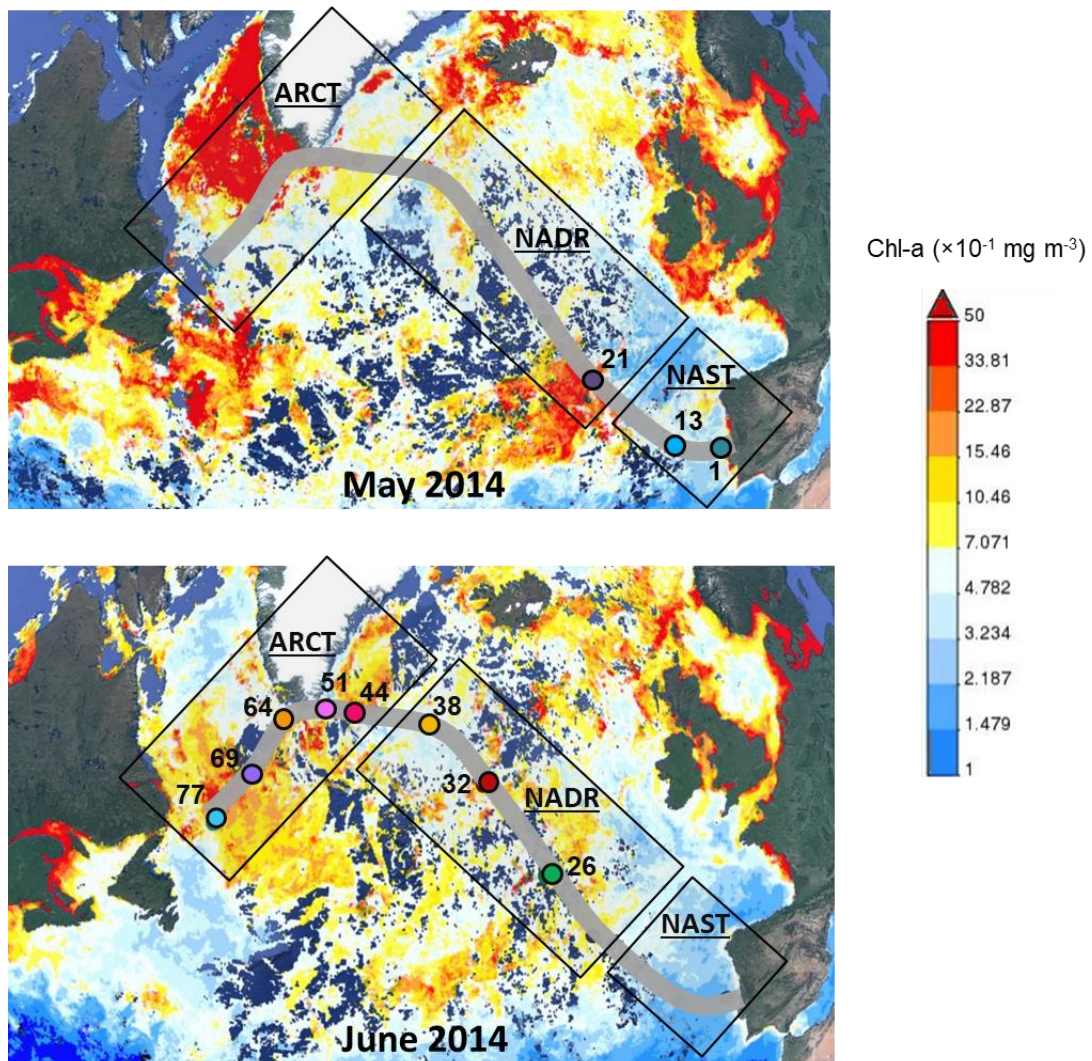 ARCT
NADR
21
NAST
13
1
May 2014
Chl-a (×10⁻¹ mg m⁻³)
50
33.81
22.87
15.46
10.46
7.071
4.782
3.234
2.187
1.479
1
ARCT
51
44
64
38
69
32
NADR
77
26
NAST
June 2014